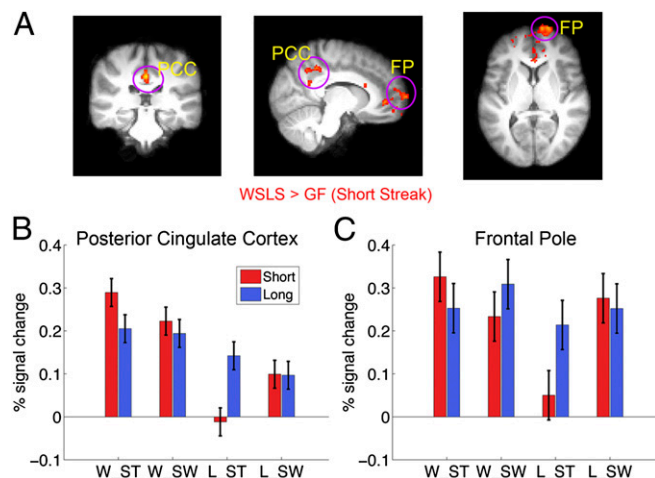 A
PCC
PCC
FP
FP
WSLS > GF (Short Streak)
B
Posterior Cingulate Cortex
C
Frontal Pole
Short
Long
% signal change
0.4
0.3
0.2
0.1
0
−0.1
W ST W SW L ST L SW
% signal change
0.4
0.3
0.2
0.1
0
−0.1
W ST W SW L ST L SW